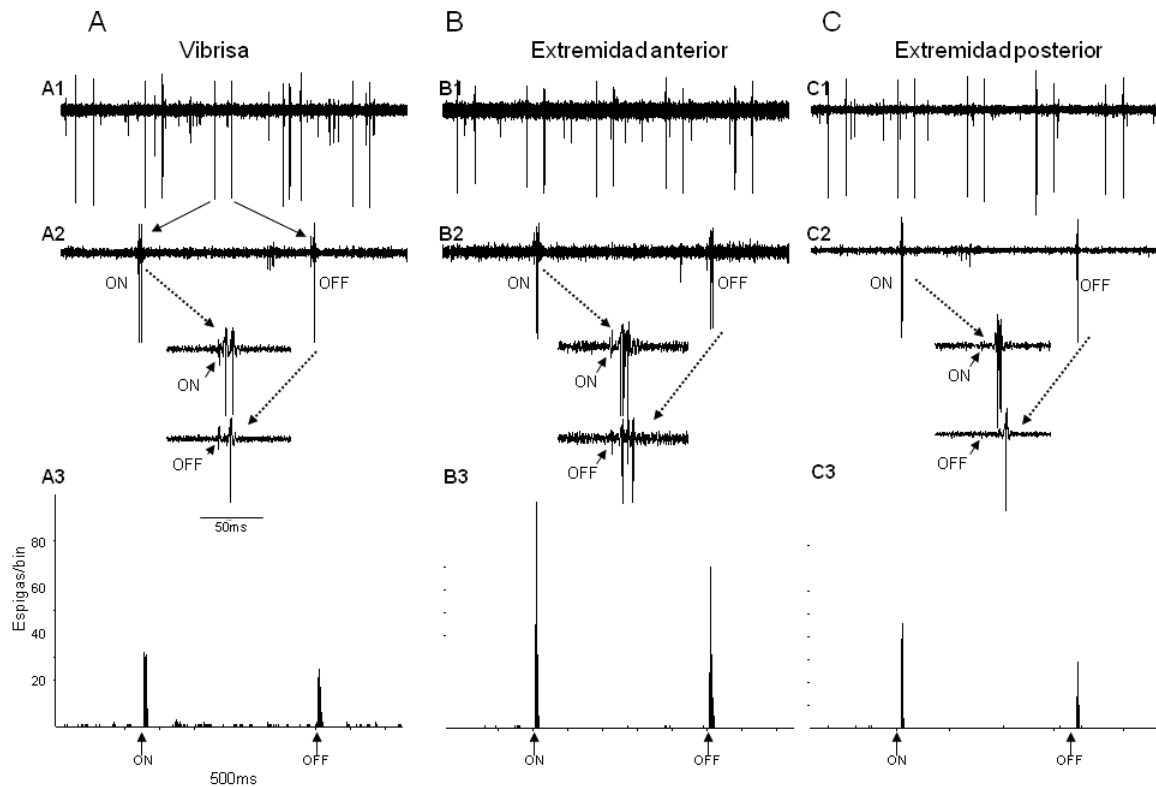 A
B
C
Vibrisa
Extremidad anterior
Extremidad posterior
A1
B1
C1
A2
B2
C2
ON
OFF
ON
OFF
ON
OFF
ON
ON
ON
OFF
OFF
OFF
A3
B3
C3
50ms
Espigas/bin
80
60
40
20
ON
OFF
ON
OFF
ON
OFF
500ms